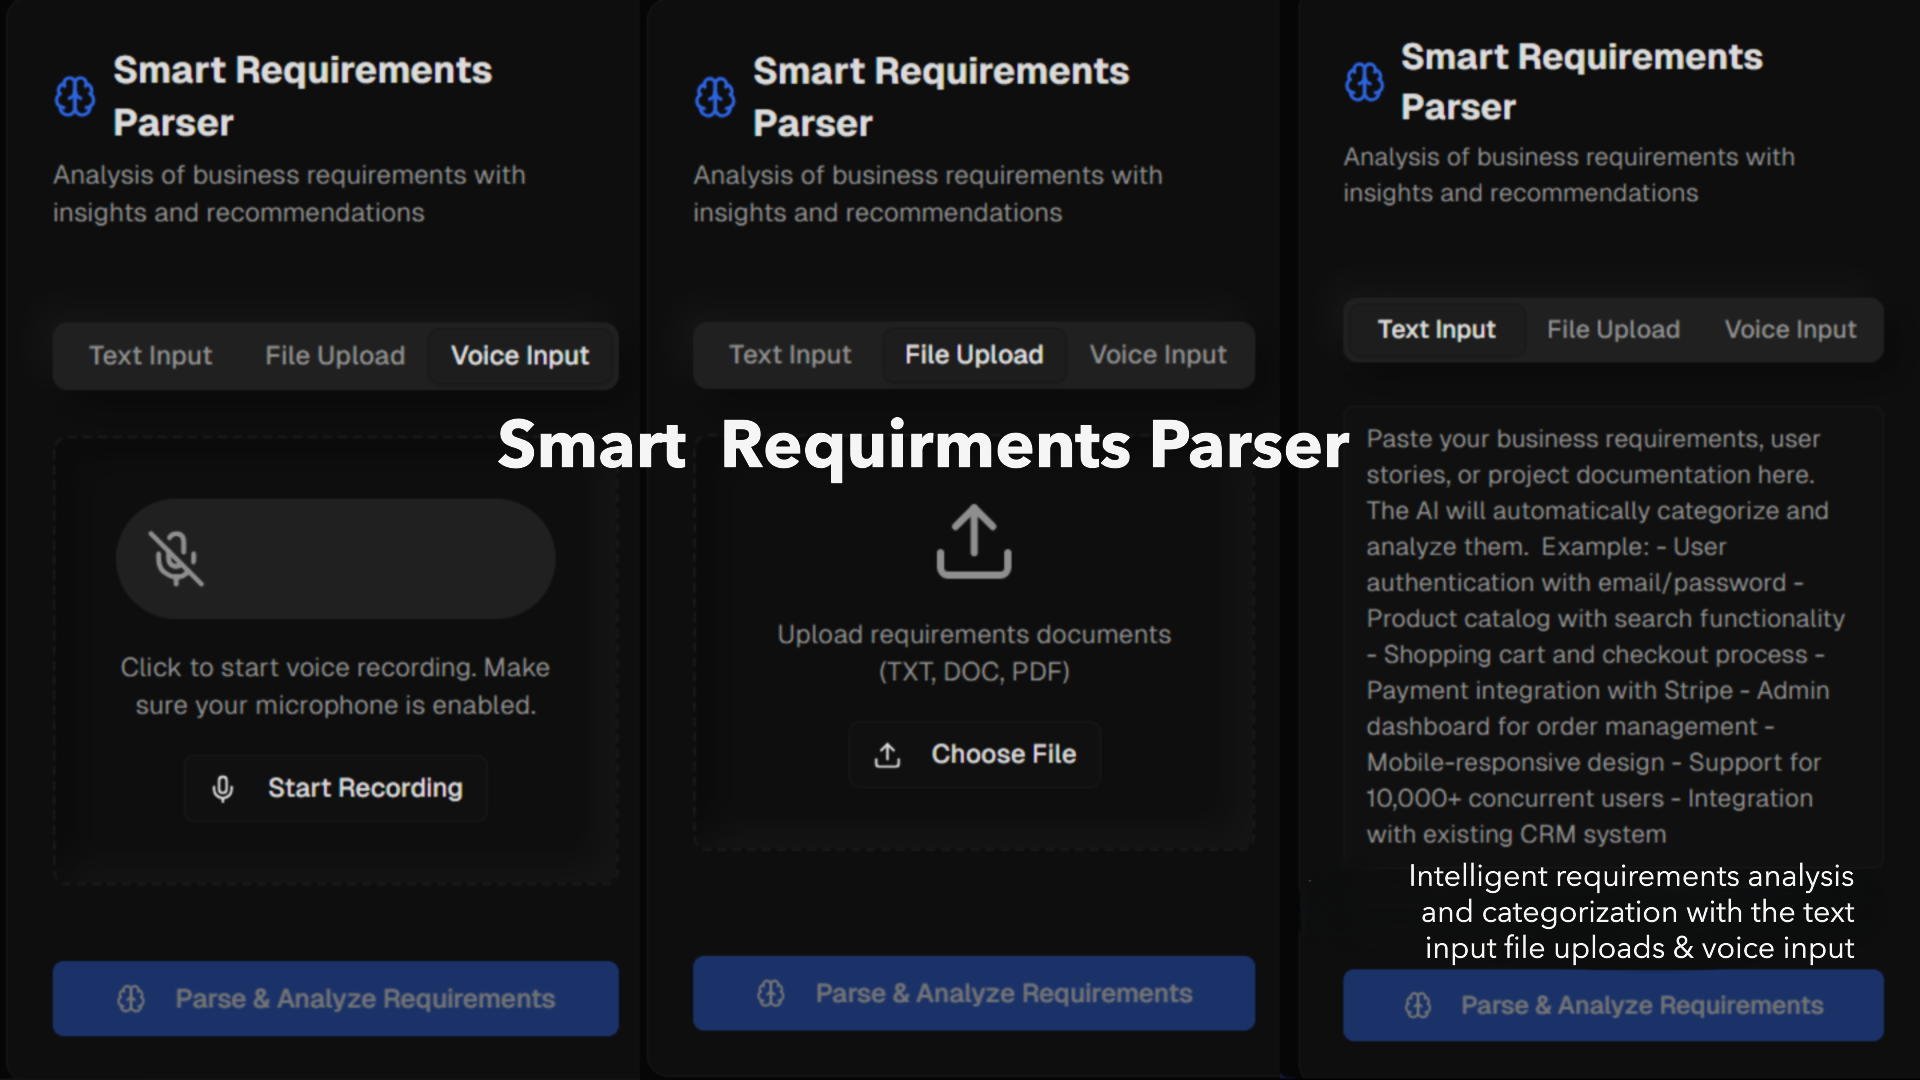 Smart Requirements
Parser
Analysis of business requirements with
insights and recommendations
Text Input File Upload Voice Input
Click to start voice recording. Make
sure your microphone is enabled.
Start Recording
Parse & Analyze Requirements
Smart Requirements
Parser
Analysis of business requirements with
insights and recommendations
Text Input File Upload Voice Input
Smart Requirments Parser
Upload requirements documents
(TXT, DOC, PDF)
Choose File
Parse & Analyze Requirements
Smart Requirements
Parser
Analysis of business requirements with
insights and recommendations
Text Input File Upload Voice Input
Paste your business requirements, user
stories, or project documentation here.
The AI will automatically categorize and
analyze them. Example: - User
authentication with email/password -
Product catalog with search functionality
- Shopping cart and checkout process -
Payment integration with Stripe - Admin
dashboard for order management -
Mobile-responsive design - Support for
10,000+ concurrent users - Integration
with existing CRM system
Intelligent requirements analysis
and categorization with the text
input file uploads & voice input
Parse & Analyze Requirements